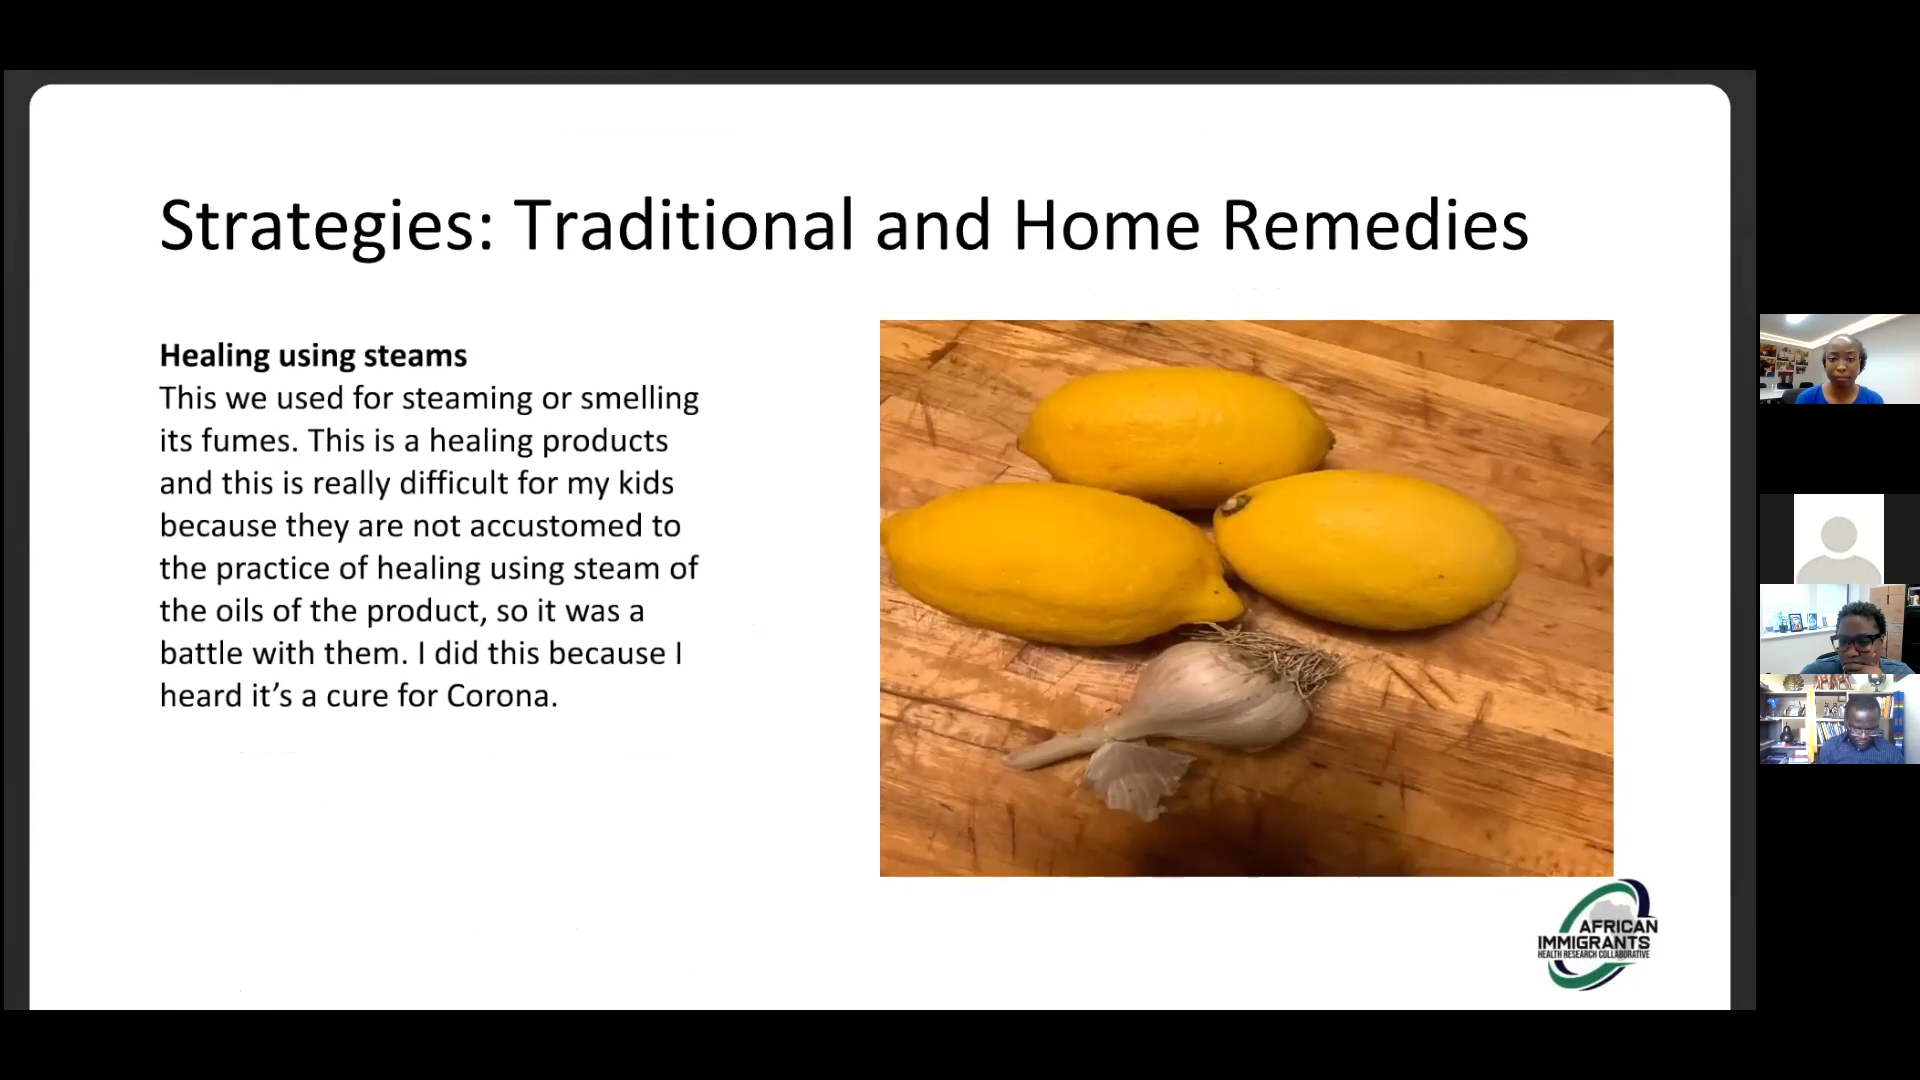 Strategies: Traditional and Home Remedies
Healing using steams
This we used for steaming or smelling
its fumes. This is a healing products
and this is really difficult for my kids
because they are not accustomed to
the practice of healing using steam of
the oils of the product, so it was a
battle with them. I did this because I
heard it’s a cure for Corona.
AFRICAN
IMMIGRANTS
HEALTH RESEARCH COLLABORATIVE